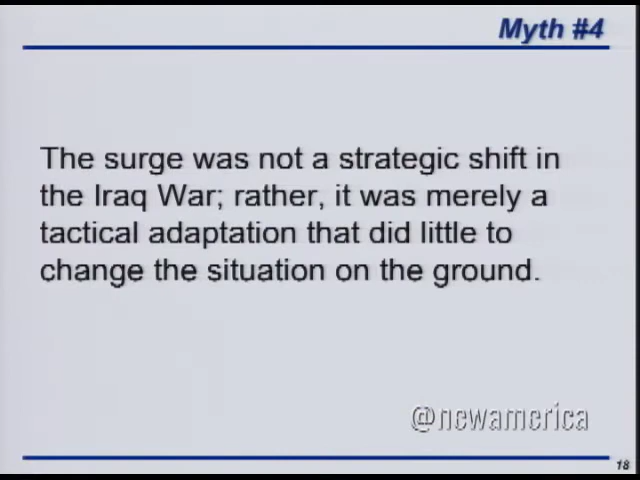 Myth #4
The surge was not a strategic shift in
the Iraq War; rather, it was merely a
tactical adaptation that did little to
change the situation on the ground.
@newamerica
18